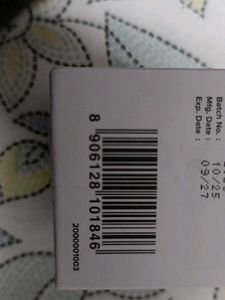 Batch No. :
Mfg. Date : 10/25
Exp. Date : 09/27
8 906128 101846
2000001003